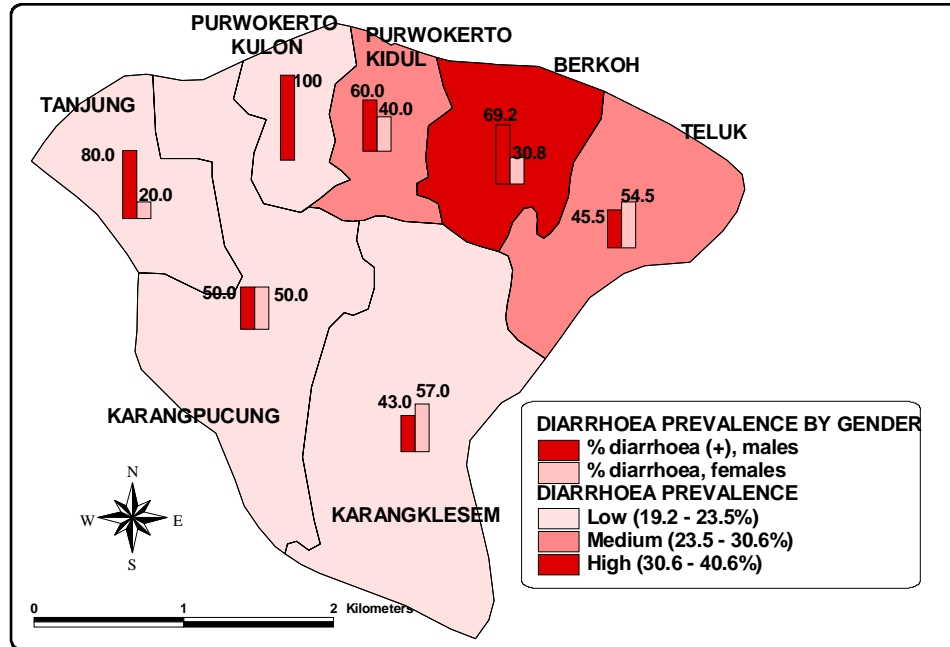 PURWOKERTO
KULON
PURWOKERTO
KIDUL
BERKOH
TANJUNG
TELUK
100
60.0
40.0
69.2
30.8
80.0
20.0
54.5
45.5
50.0
50.0
43.0
57.0
KARANGPUCUNG
KARANGKLESEM
N
W
E
S
0
1
2
Kilometers
DIARRHOEA PREVALENCE BY GENDER
% diarrhoea (+), males
% diarrhoea, females
DIARRHOEA PREVALENCE
Low (19.2 - 23.5%)
Medium (23.5 - 30.6%)
High (30.6 - 40.6%)